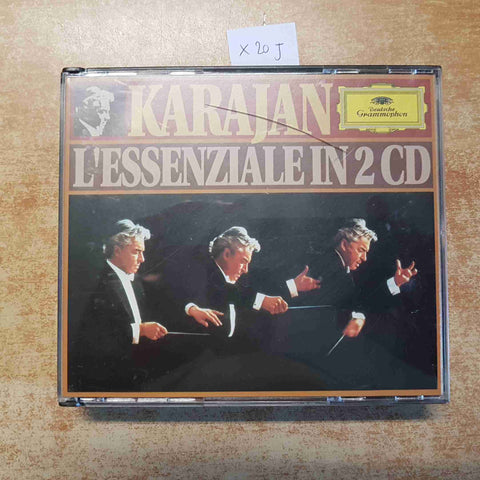 x 20 J
KARAJAN
Deutsche
Grammophon
L'ESSENZIALE IN 2 CD